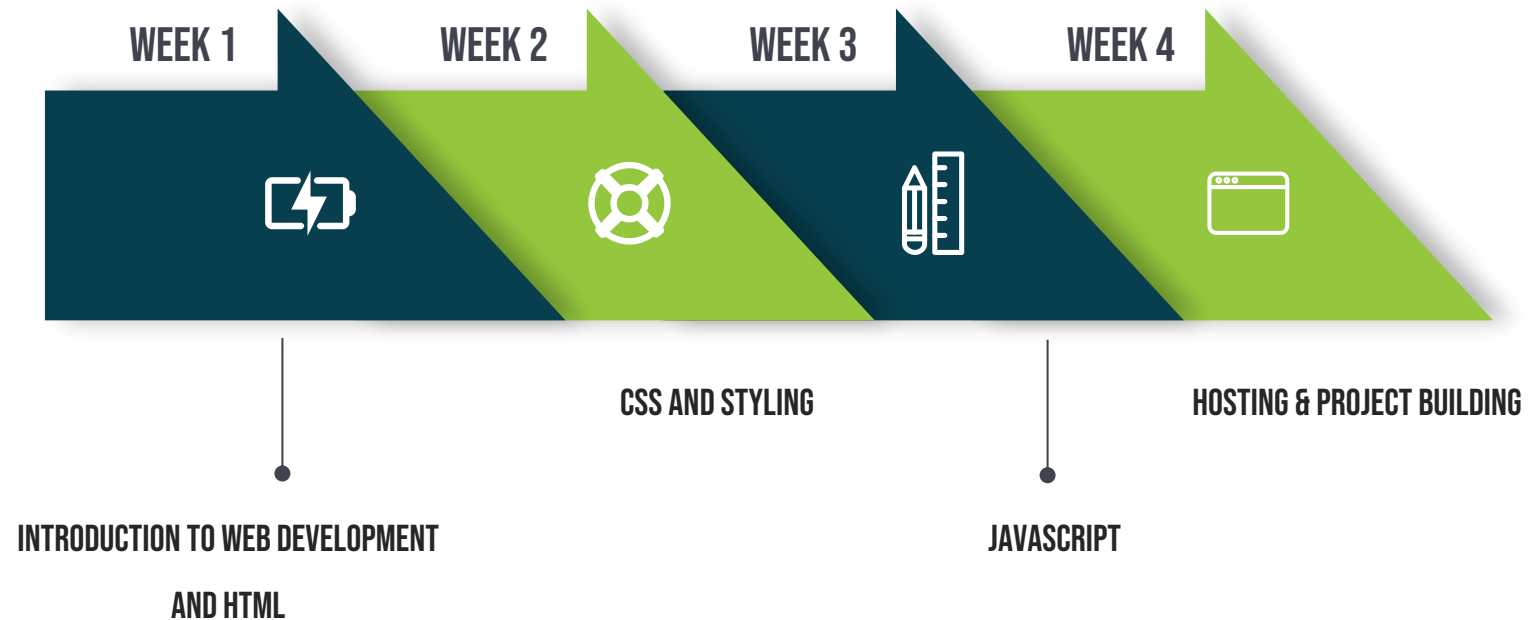 WEEK 1
WEEK 2
WEEK 3
WEEK 4
CSS AND STYLING
HOSTING & PROJECT BUILDING
INTRODUCTION TO WEB DEVELOPMENT
AND HTML
JAVASCRIPT